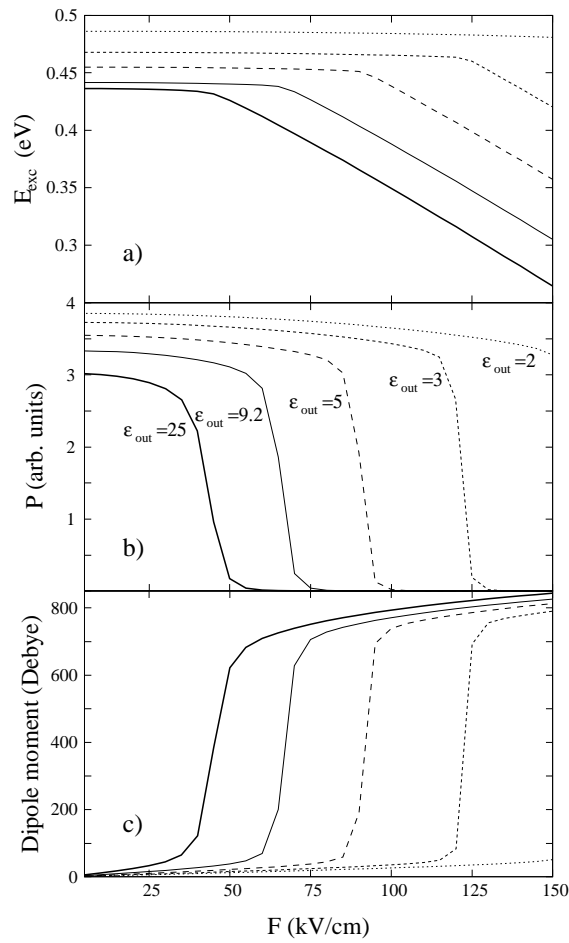 0.5
0.45
0.4
0.35
0.3
E_exc (eV)
a)
4
3
2
1
P (arb. units)
ε_out=2
ε_out=3
ε_out=5
ε_out=9.2
ε_out=25
b)
800
600
400
200
0
Dipole moment (Debye)
c)
25 50 75 100 125 150
F (kV/cm)